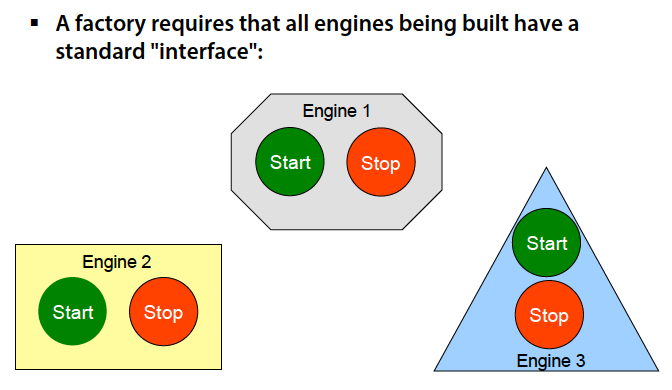 ▪ A factory requires that all engines being built have a
standard "interface":
Engine 1
Start
Stop
Engine 2
Start
Stop
Start
Stop
Engine 3